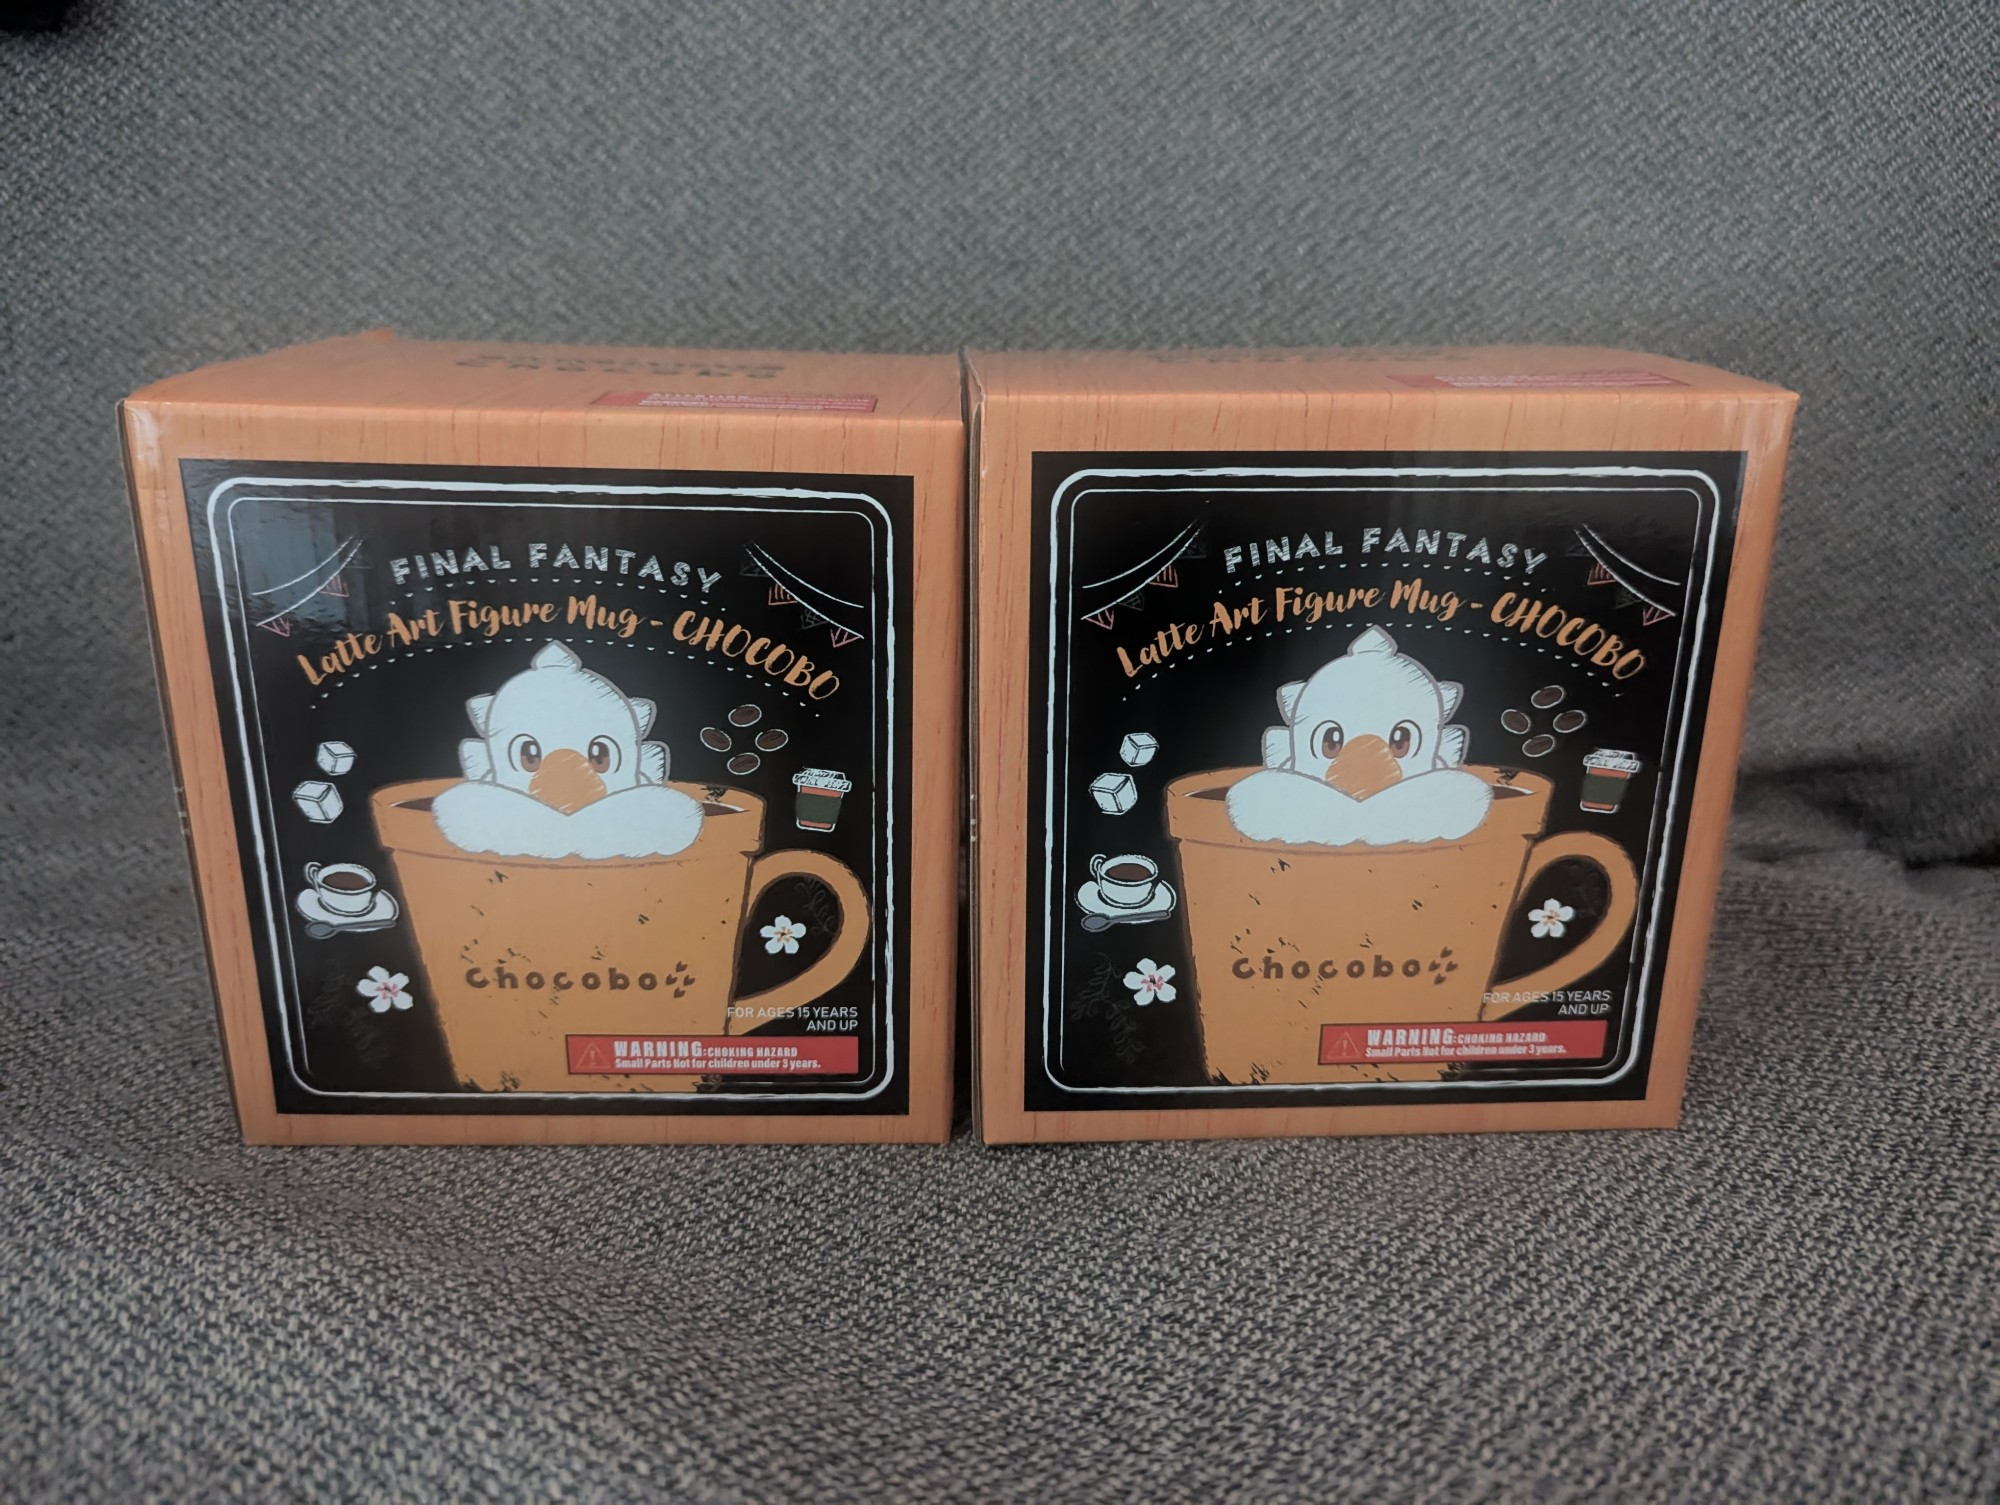 FINAL FANTASY
Latte Art Figure Mug - CHOCOBO
chocobo
FOR AGES 15 YEARS
AND UP
WARNING: CHOKING HAZARD
Small Parts Not for children under 3 years.
FINAL FANTASY
Latte Art Figure Mug - CHOCOBO
chocobo
FOR AGES 15 YEARS
AND UP
WARNING: CHOKING HAZARD
Small Parts Not for children under 3 years.